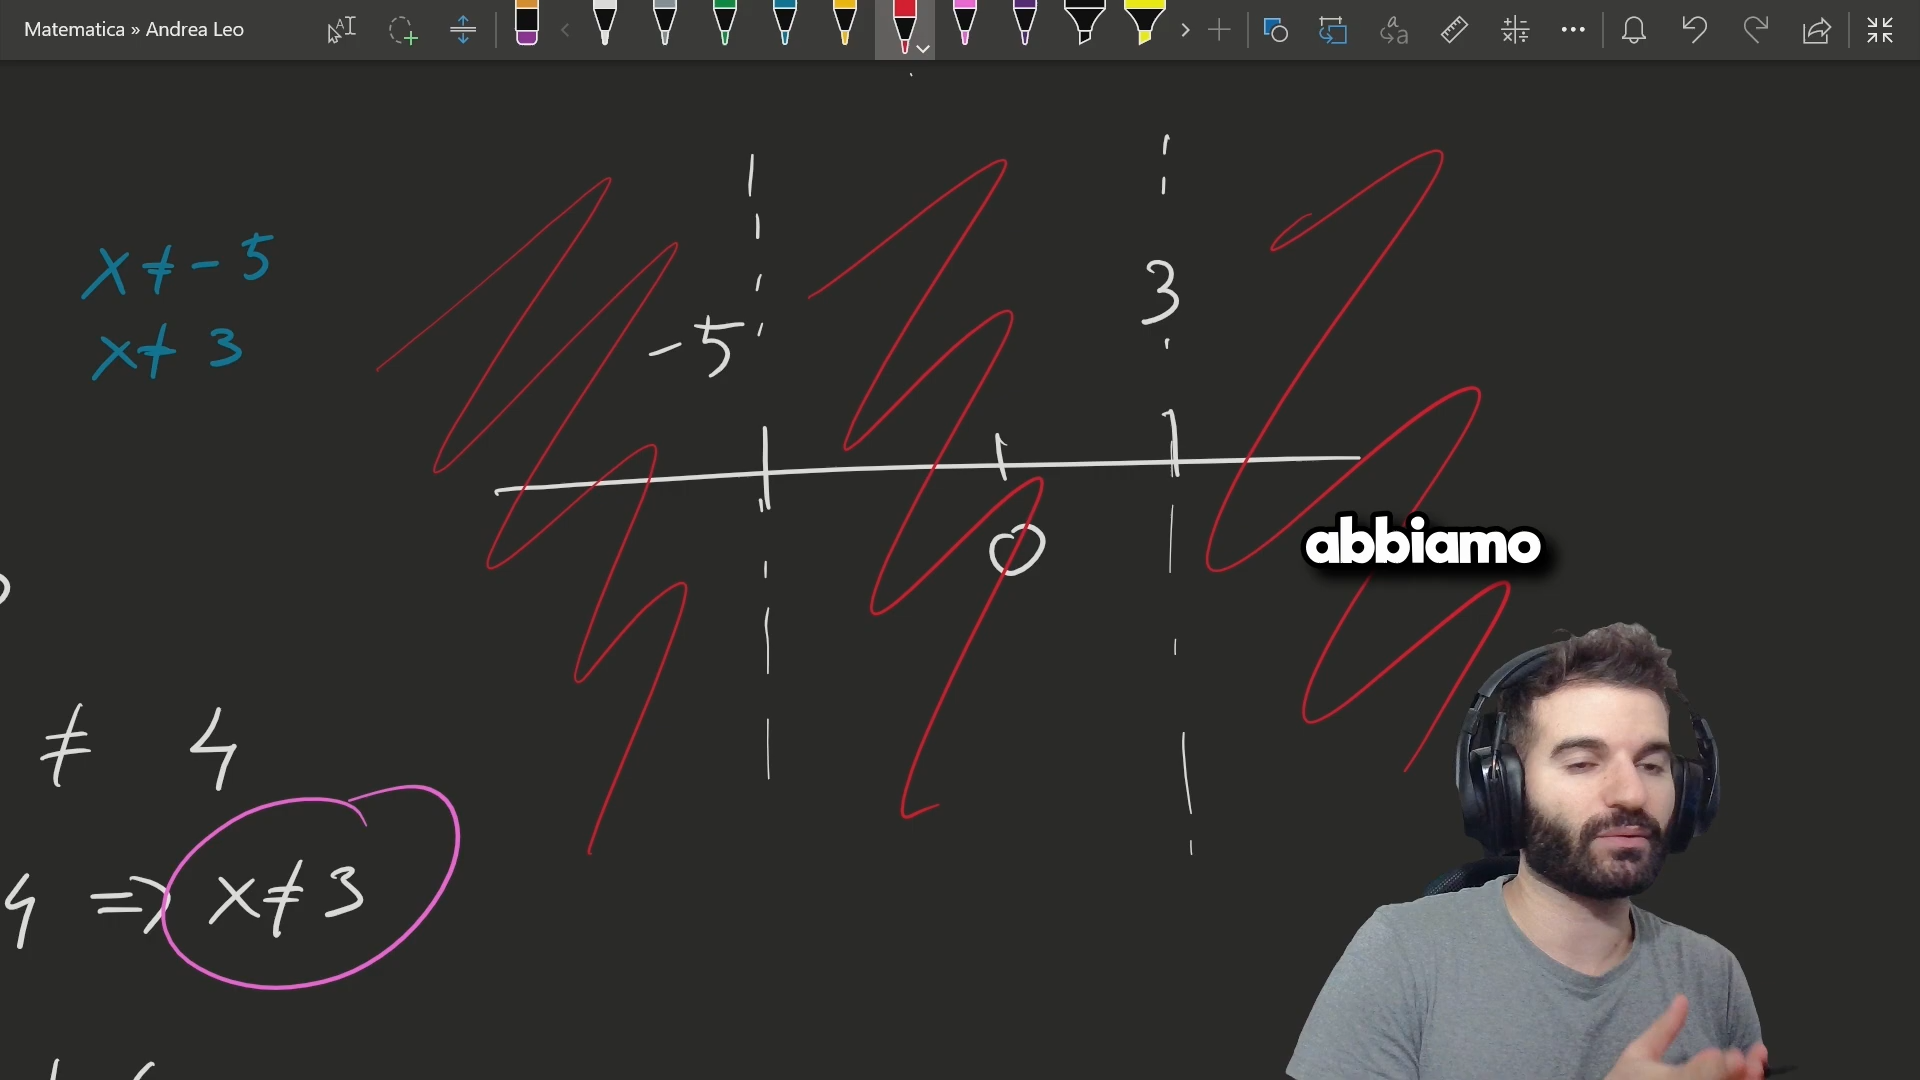 Matematica » Andrea Leo
x ≠ - 5
x ≠ 3
- 5
3
0
abbiamo
≠ 4
4 => x ≠ 3